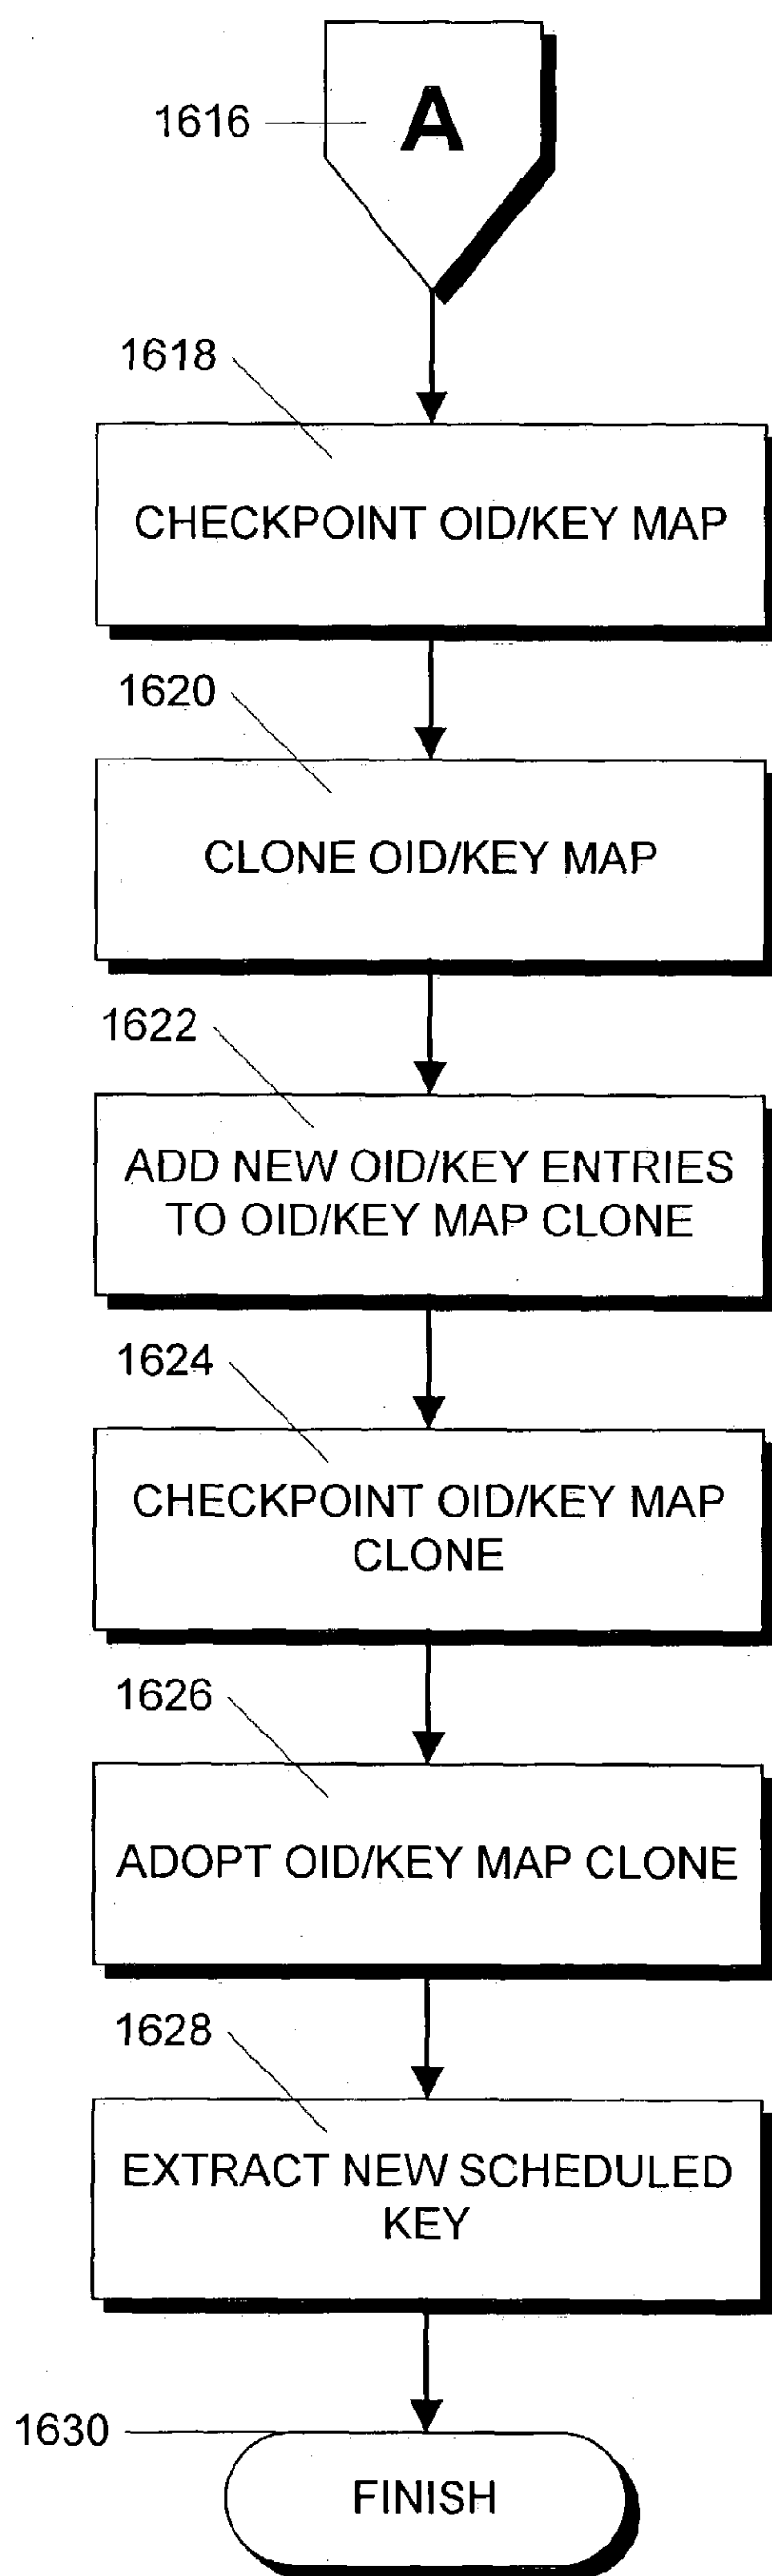 1616
A
1618
CHECKPOINT OID/KEY MAP
1620
CLONE OID/KEY MAP
1622
ADD NEW OID/KEY ENTRIES
TO OID/KEY MAP CLONE
1624
CHECKPOINT OID/KEY MAP
CLONE
1626
ADOPT OID/KEY MAP CLONE
1628
EXTRACT NEW SCHEDULED
KEY
1630
FINISH